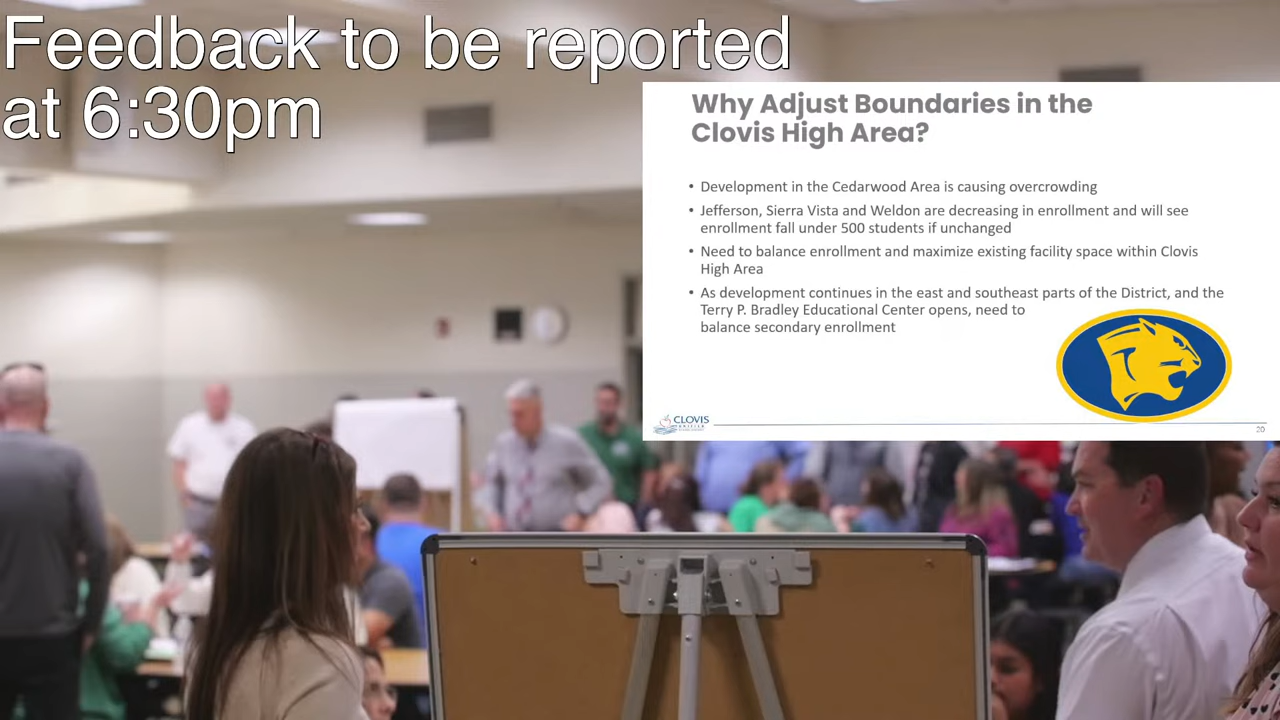 Feedback to be reported
at 6:30pm
Why Adjust Boundaries in the
Clovis High Area?
• Development in the Cedarwood Area is causing overcrowding
• Jefferson, Sierra Vista and Weldon are decreasing in enrollment and will see
enrollment fall under 500 students if unchanged
• Need to balance enrollment and maximize existing facility space within Clovis
High Area
• As development continues in the east and southeast parts of the District, and the
Terry P. Bradley Educational Center opens, need to
balance secondary enrollment
CLOVIS
UNIFIED
20